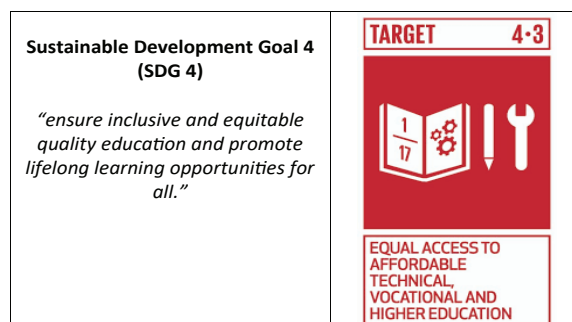 Sustainable Development Goal 4
(SDG 4)
“ensure inclusive and equitable
quality education and promote
lifelong learning opportunities for
all.”
TARGET 4·3
1
17
EQUAL ACCESS TO
AFFORDABLE
TECHNICAL,
VOCATIONAL AND
HIGHER EDUCATION